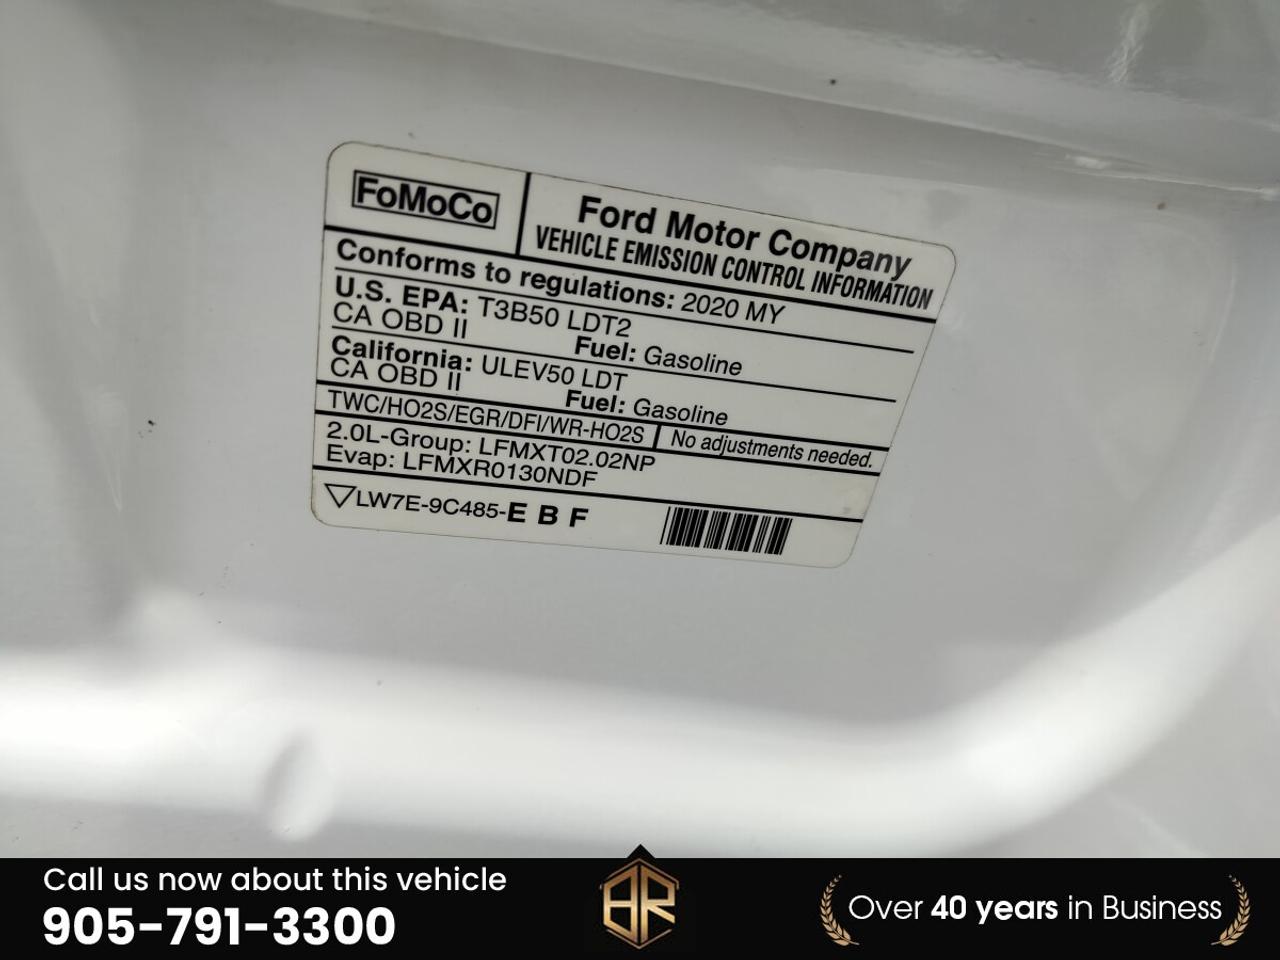 FoMoCo
Ford Motor Company
VEHICLE EMISSION CONTROL INFORMATION
Conforms to regulations: 2020 MY
U.S. EPA: T3B50 LDT2
CA OBD II Fuel: Gasoline
California: ULEV50 LDT
CA OBD II Fuel: Gasoline
TWC/HO2S/EGR/DFI/WR-HO2S No adjustments needed.
2.0L-Group: LFMXT02.02NP
Evap: LFMXR0130NDF
LW7E-9C485-E B F
Call us now about this vehicle
905-791-3300
BR
Over 40 years in Business